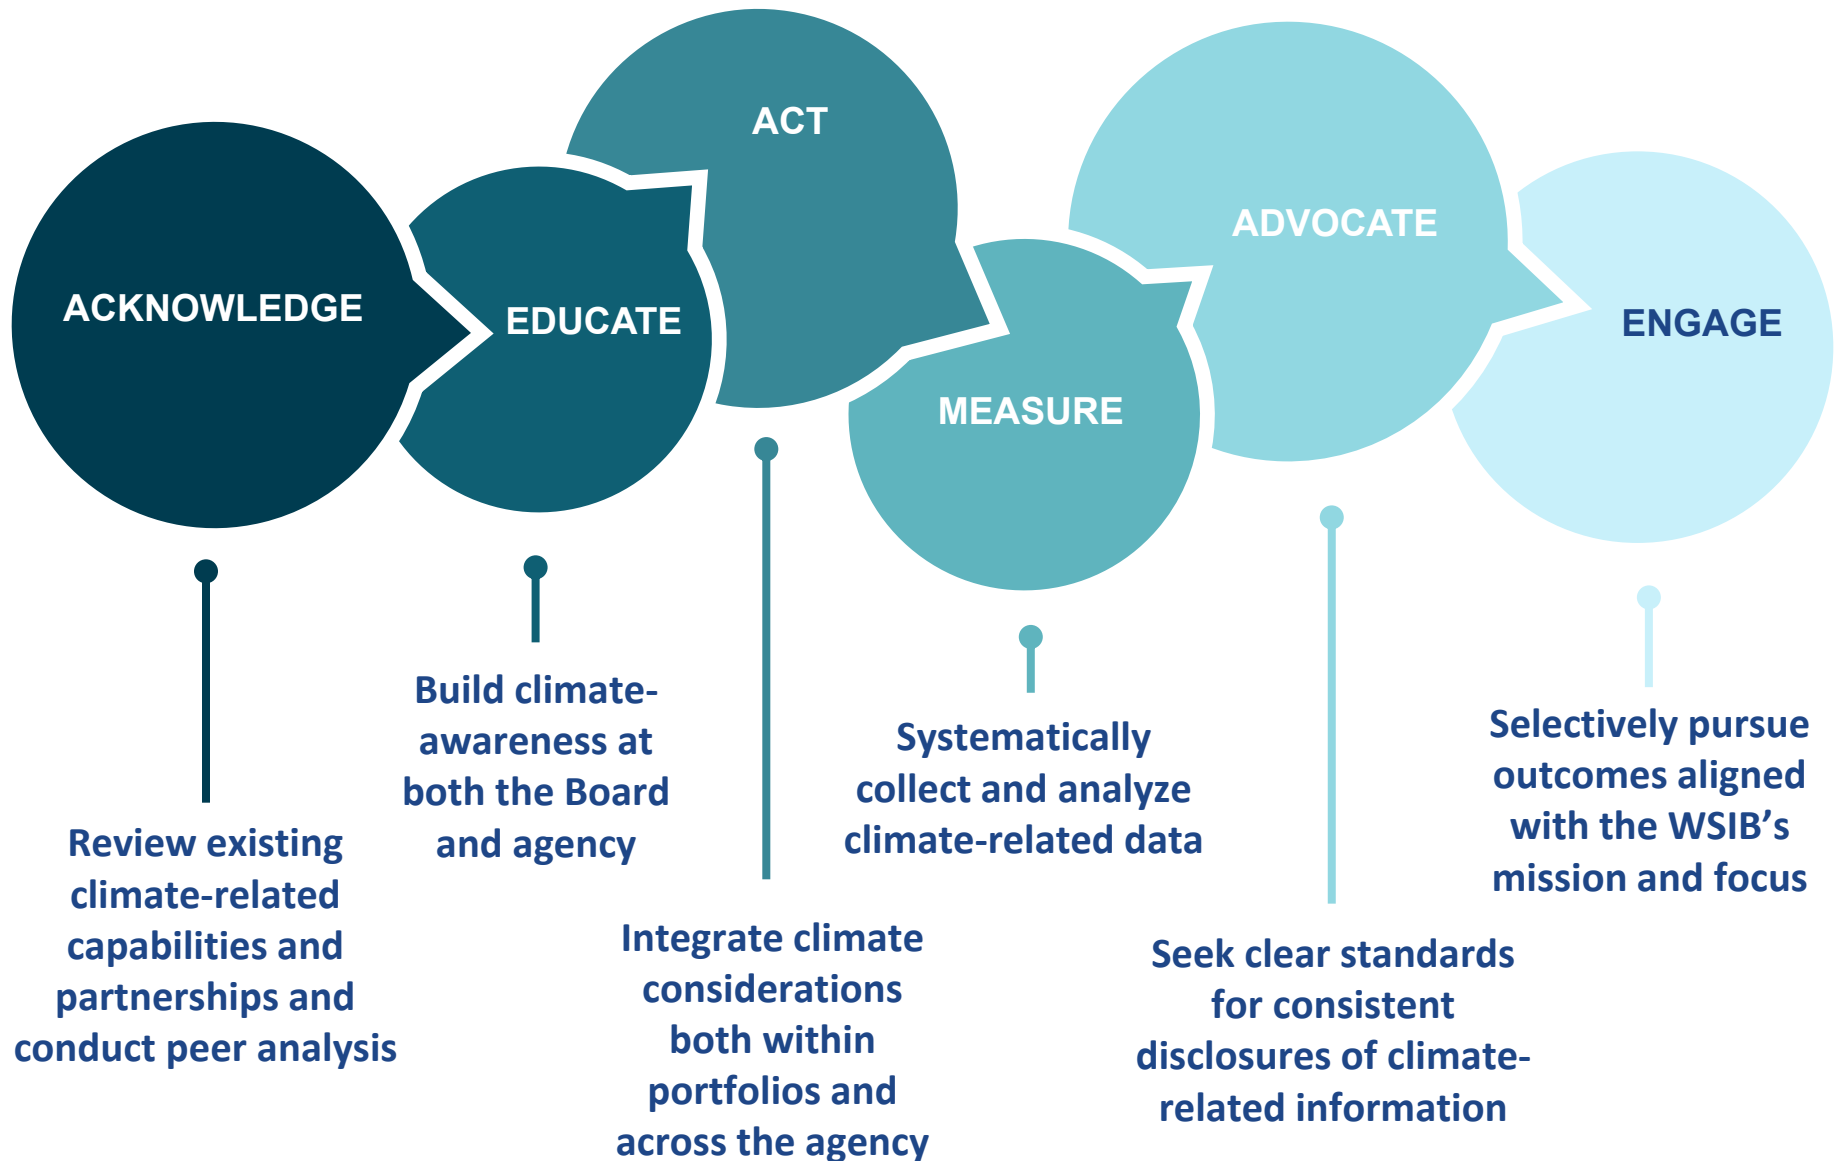 ACKNOWLEDGE
Review existing
climate-related
capabilities and
partnerships and
conduct peer analysis
EDUCATE
Build climate-
awareness at
both the Board
and agency
ACT
Integrate climate
considerations
both within
portfolios and
across the agency
MEASURE
Systematically
collect and analyze
climate-related data
ADVOCATE
Seek clear standards
for consistent
disclosures of climate-
related information
ENGAGE
Selectively pursue
outcomes aligned
with the WSIB’s
mission and focus